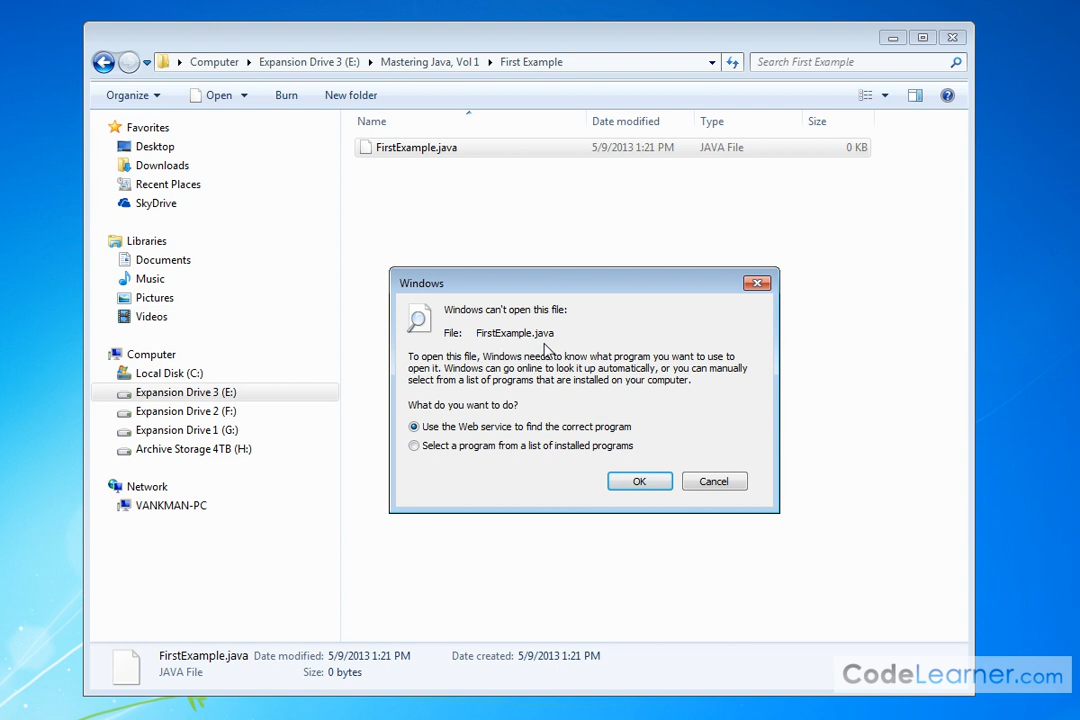 Computer
Expansion Drive 3 (E:)
Mastering Java, Vol 1
First Example
Search First Example
Organize
Open
Burn
New folder
Name
Date modified
Type
Size
FirstExample.java
5/9/2013 1:21 PM
JAVA File
0 KB
Favorites
Desktop
Downloads
Recent Places
SkyDrive
Libraries
Documents
Music
Pictures
Videos
Computer
Local Disk (C:)
Expansion Drive 3 (E:)
Expansion Drive 2 (F:)
Expansion Drive 1 (G:)
Archive Storage 4TB (H:)
Network
VANKMAN-PC
Windows
Windows can't open this file:
File: FirstExample.java
To open this file, Windows needs to know what program you want to use to
open it. Windows can go online to look it up automatically, or you can manually
select from a list of programs that are installed on your computer.
What do you want to do?
Use the Web service to find the correct program
Select a program from a list of installed programs
OK
Cancel
FirstExample.java Date modified: 5/9/2013 1:21 PM Date created: 5/9/2013 1:21 PM
JAVA File Size: 0 bytes
CodeLearner.com